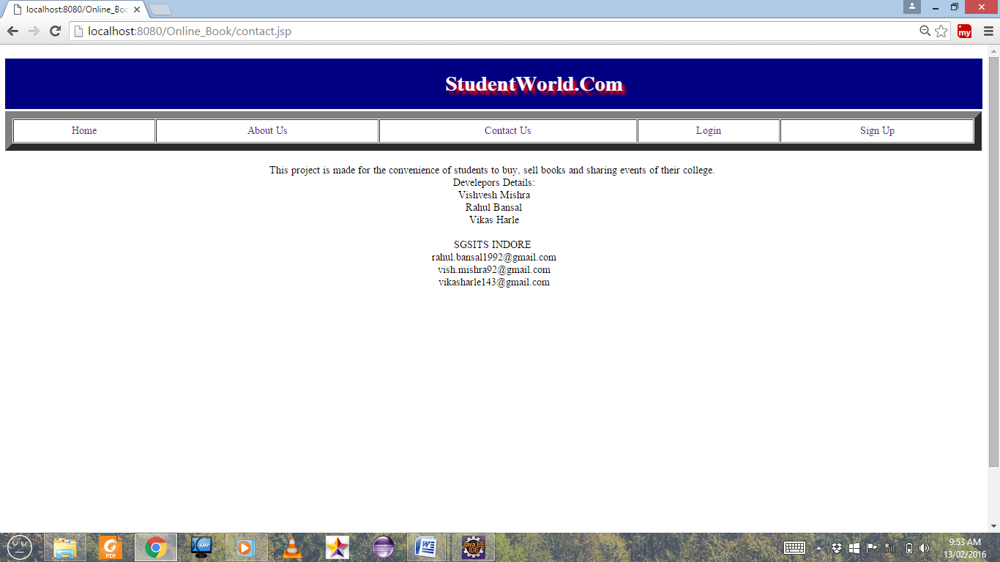 localhost:8080/Online_Boo
localhost:8080/Online_Book/contact.jsp
my
StudentWorld.Com
Home About Us Contact Us Login Sign Up
This project is made for the convenience of students to buy, sell books and sharing events of their college.
Develepors Details:
Vishvesh Mishra
Rahul Bansal
Vikas Harle
SGSITS INDORE
rahul.bansal1992@gmail.com
vish.mishra92@gmail.com
vikasharle143@gmail.com
PDF
KMP
W
Java EE
IDE
9:53 AM
13/02/2016